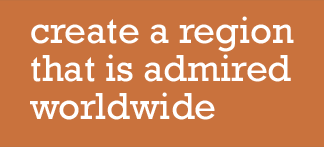 create a region
that is admired
worldwide